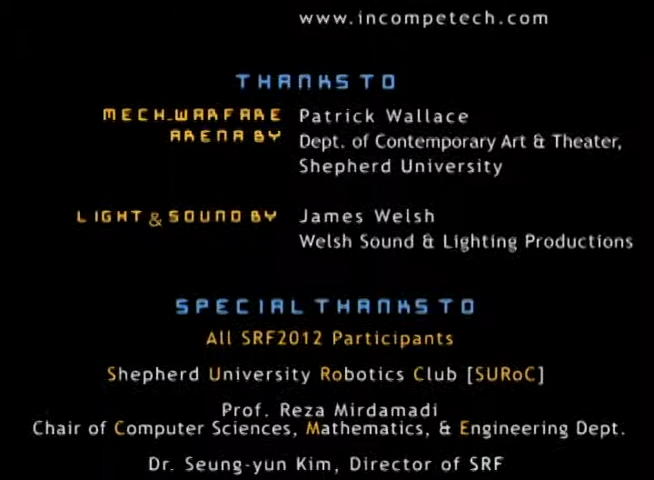 www.incompetech.com
THANKS TO
MECH-WARFARE ARENA BY
Patrick Wallace
Dept. of Contemporary Art & Theater,
Shepherd University
LIGHT & SOUND BY
James Welsh
Welsh Sound & Lighting Productions
SPECIAL THANKS TO
All SRF2012 Participants
Shepherd University Robotics Club [SURoC]
Prof. Reza Mirdamadi
Chair of Computer Sciences, Mathematics, & Engineering Dept.
Dr. Seung-yun Kim, Director of SRF